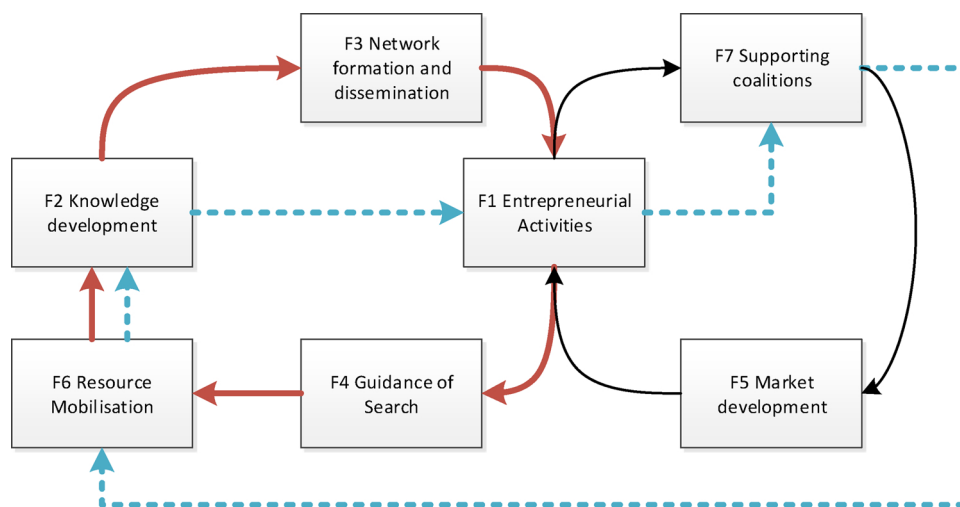 F3 Network
formation and
dissemination
F7 Supporting
coalitions
F2 Knowledge
development
F1 Entrepreneurial
Activities
F6 Resource
Mobilisation
F4 Guidance of
Search
F5 Market
development